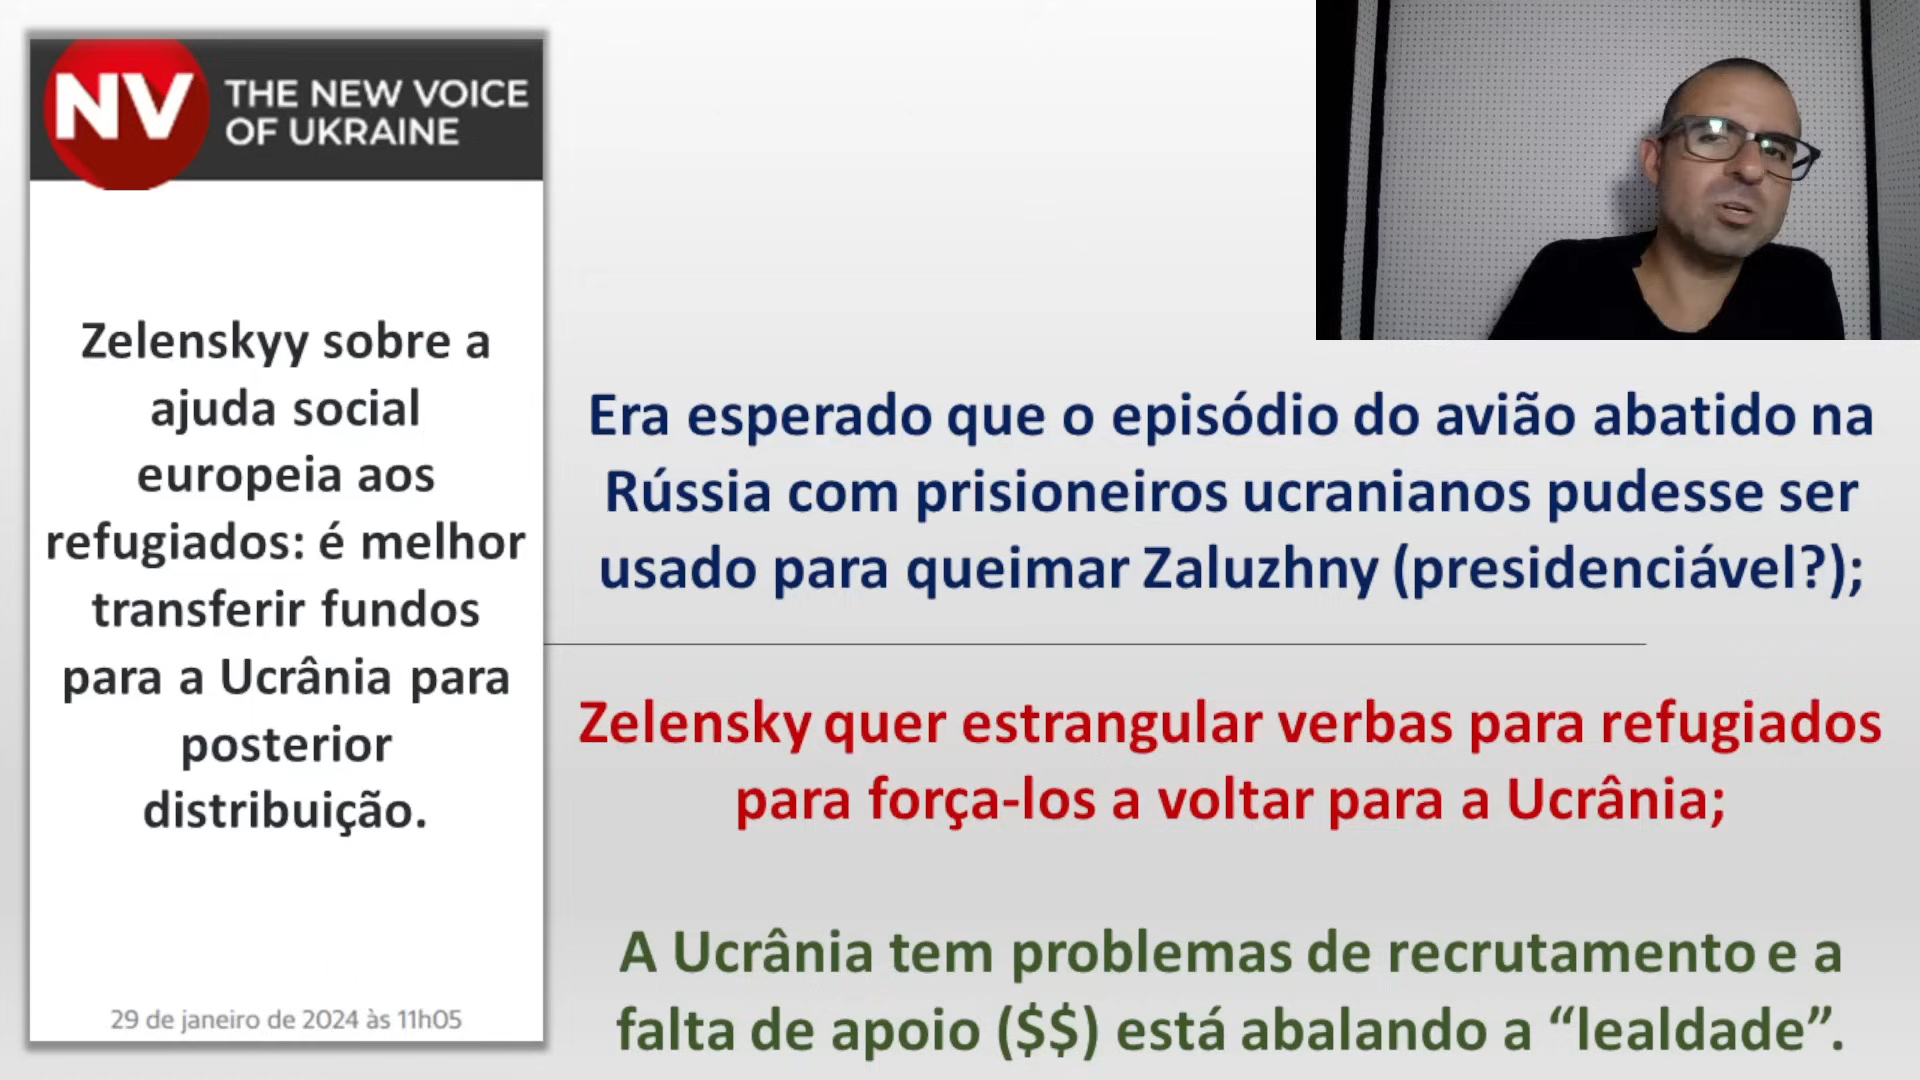 NV
THE NEW VOICE
OF UKRAINE
Zelenskyy sobre a
ajuda social
europeia aos
refugiados: é melhor
transferir fundos
para a Ucrânia para
posterior
distribuição.
29 de janeiro de 2024 às 11h05
Era esperado que o episódio do avião abatido na
Rússia com prisioneiros ucranianos pudesse ser
usado para queimar Zaluzhny (presidenciável?);
Zelensky quer estrangular verbas para refugiados
para força-los a voltar para a Ucrânia;
A Ucrânia tem problemas de recrutamento e a
falta de apoio ($$) está abalando a “lealdade”.